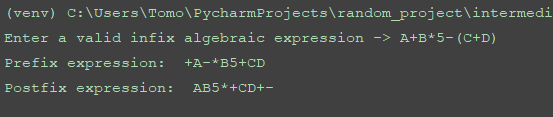 (venv) C:\Users\Tomo\PycharmProjects\random_project\intermedi
Enter a valid infix algebraic expression -> A+B*5-(C+D)
Prefix expression:  +A-*B5+CD
Postfix expression:  AB5*+CD+-